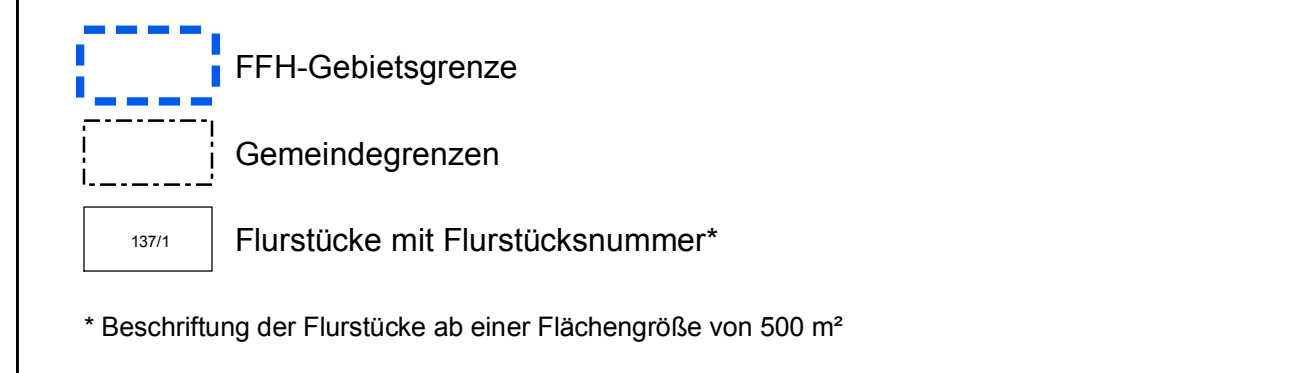 FFH-Gebietsgrenze
Gemeindegrenzen
137/1 Flurstücke mit Flurstücksnummer*
* Beschriftung der Flurstücke ab einer Flächengröße von 500 m²